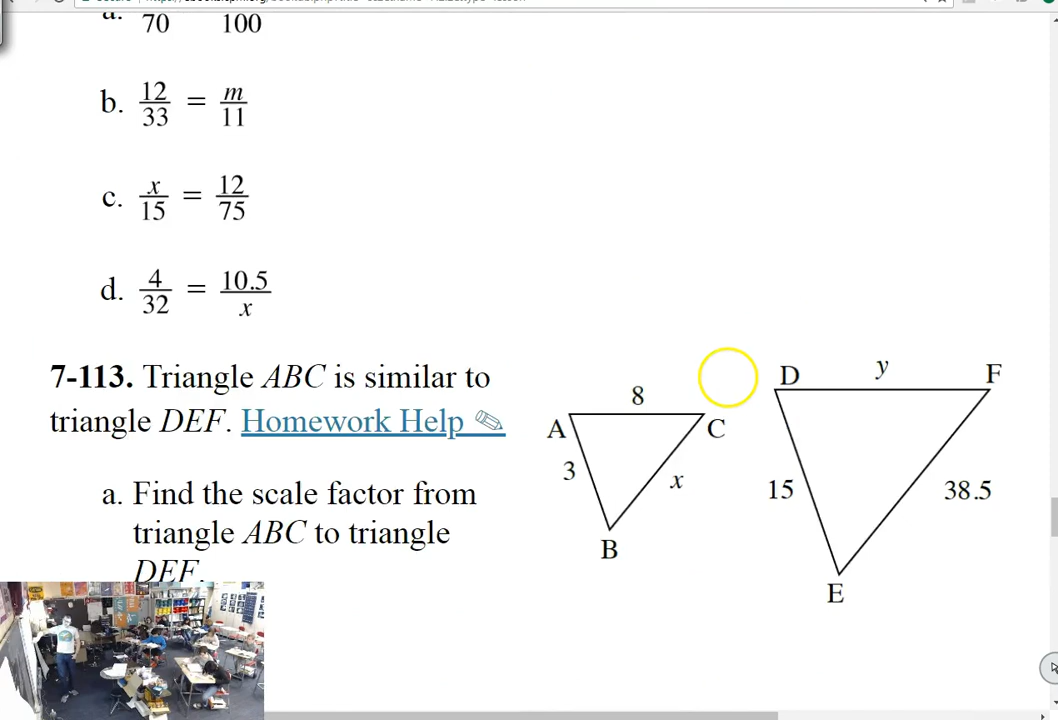 70 100
b. 12/33 = m/11
c. x/15 = 12/75
d. 4/32 = 10.5/x
7-113. Triangle ABC is similar to
triangle DEF. Homework Help
a. Find the scale factor from
triangle ABC to triangle
DEF.
8
A
C
3
x
B
D
y
F
15
38.5
E